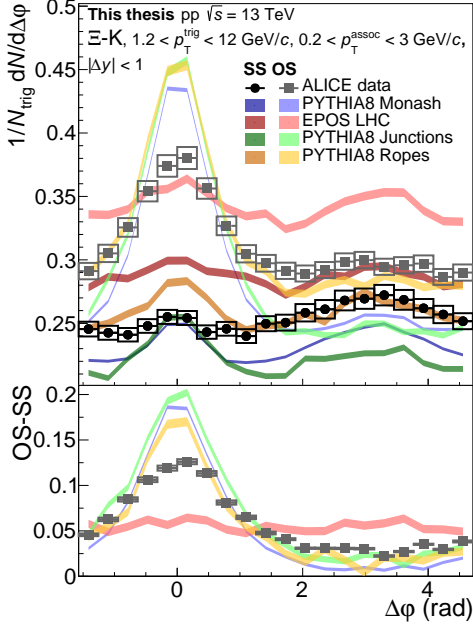 This thesis pp √s = 13 TeV
Ξ-K, 1.2 < p_T^trig < 12 GeV/c, 0.2 < p_T^assoc < 3 GeV/c,
|Δy| < 1
SS OS
ALICE data
PYTHIA8 Monash
EPOS LHC
PYTHIA8 Junctions
PYTHIA8 Ropes
1/N_trig dN/dΔφ
0.5
0.45
0.4
0.35
0.3
0.25
OS-SS
0.2
0.15
0.1
0.05
0
0 2 4
Δφ (rad)